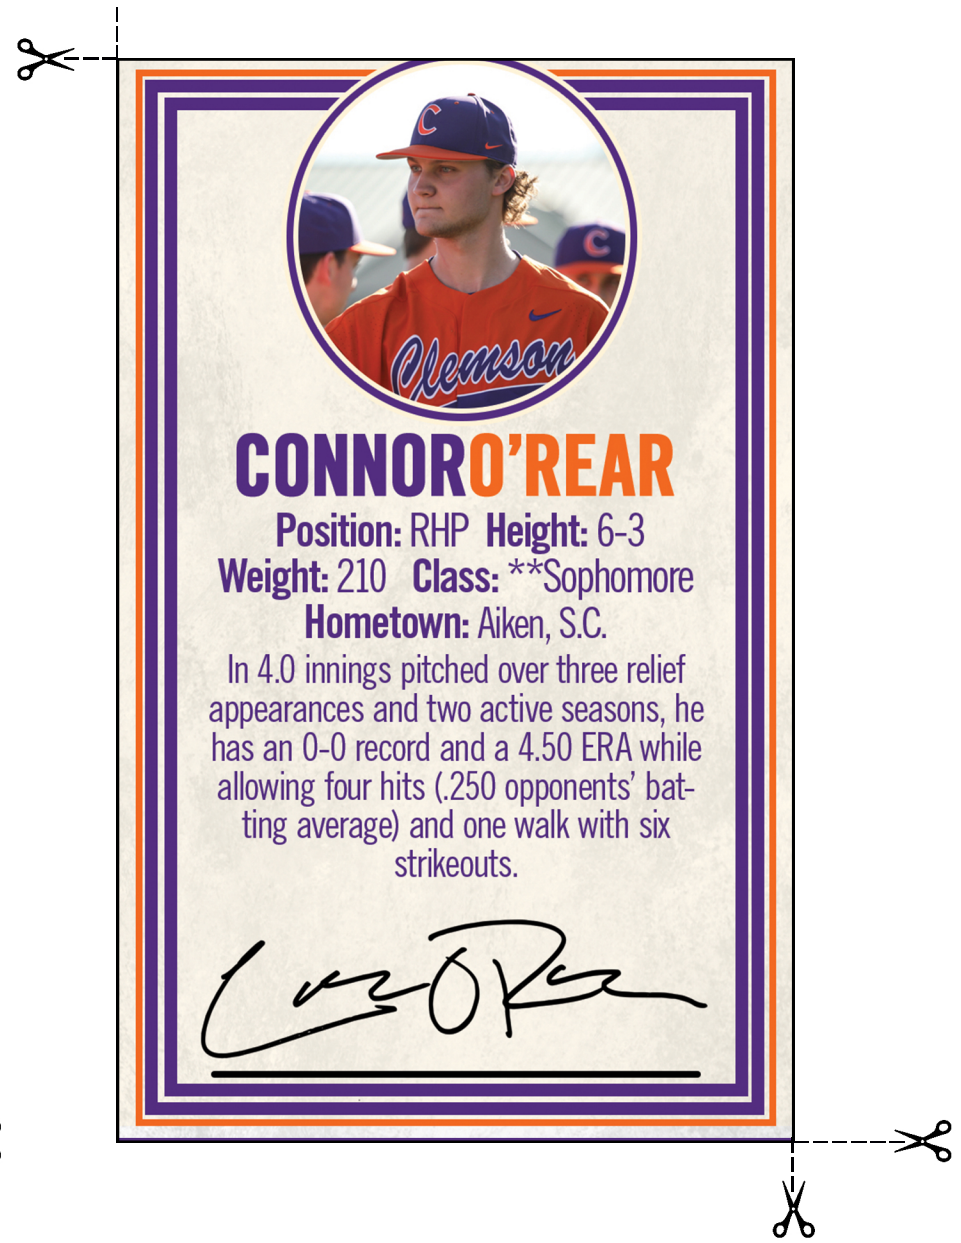 C
C
Clemson
CONNORO'REAR
Position: RHP Height: 6-3
Weight: 210 Class: **Sophomore
Hometown: Aiken, S.C.
In 4.0 innings pitched over three relief
appearances and two active seasons, he
has an 0-0 record and a 4.50 ERA while
allowing four hits (.250 opponents' bat-
ting average) and one walk with six
strikeouts.